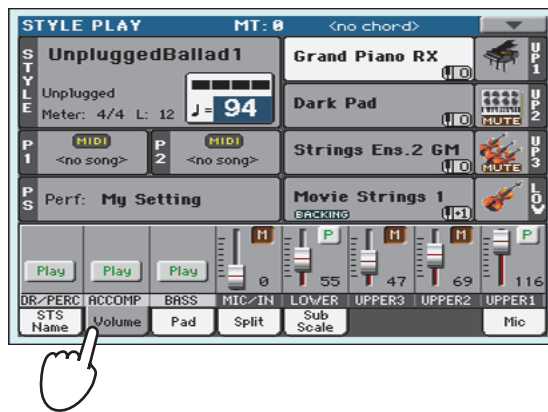 STYLE PLAY MT: 0 <no chord>
STYLE
UnpluggedBallad1
Unplugged
Meter: 4/4 L: 12 ♩= 94
Grand Piano RX UP1
Dark Pad MUTE UP2
P1 MIDI <no song>
P2 MIDI <no song>
Strings Ens.2 GM MUTE UP3
PS Perf: My Setting
Movie Strings 1 LOW
BACKING +1
M P M M P
Play Play Play 0 55 47 69 116
DR/PERC ACCOMP BASS MIC/IN LOWER UPPER3 UPPER2 UPPER1
STS Name Volume Pad Split Sub Scale Mic